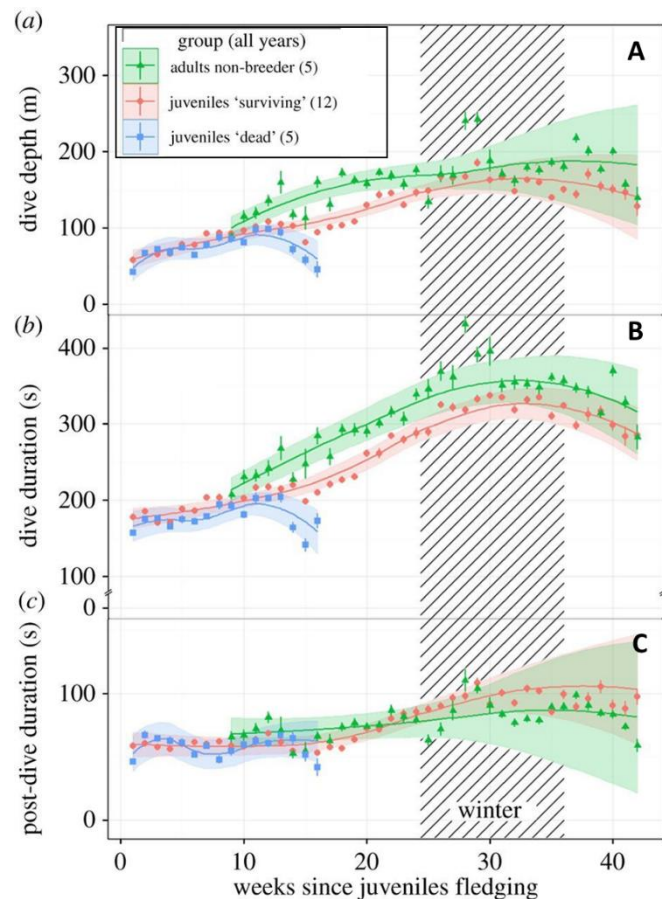 (a)
A
group (all years)
adults non-breeder (5)
juveniles 'surviving' (12)
juveniles 'dead' (5)
dive depth (m)
300
200
100
0
(b)
B
dive duration (s)
400
300
200
100
0
(c)
C
post-dive duration (s)
100
0
winter
0 10 20 30 40
weeks since juveniles fledging